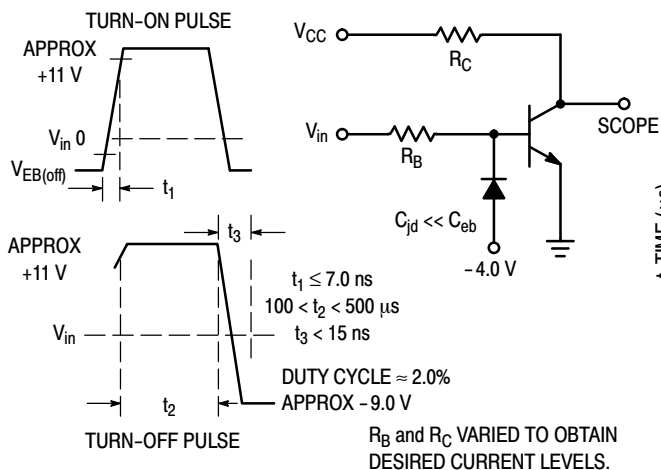 TURN−ON PULSE
APPROX
+11 V
V_in 0
V_EB(off)
t_1
V_CC
R_C
V_in
R_B
SCOPE
C_jd << C_eb
−4.0 V
APPROX
+11 V
V_in
t_3
t_1 ≤ 7.0 ns
100 < t_2 < 500 μs
t_3 < 15 ns
DUTY CYCLE ≈ 2.0%
APPROX −9.0 V
t_2
TURN−OFF PULSE
R_B and R_C VARIED TO OBTAIN
DESIRED CURRENT LEVELS.